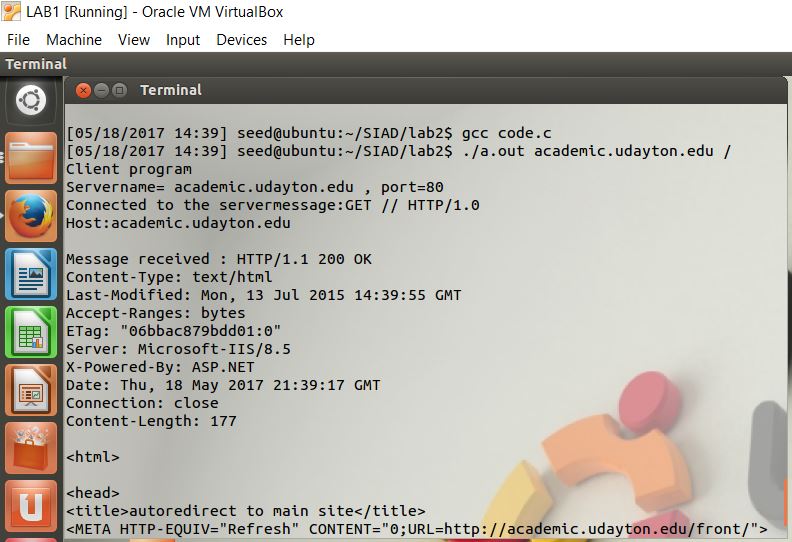 LAB1 [Running] - Oracle VM VirtualBox
File Machine View Input Devices Help
Terminal
Terminal
[05/18/2017 14:39] seed@ubuntu:~/SIAD/lab2$ gcc code.c
[05/18/2017 14:39] seed@ubuntu:~/SIAD/lab2$ ./a.out academic.udayton.edu /
Client program
Servername= academic.udayton.edu , port=80
Connected to the servermessage:GET // HTTP/1.0
Host:academic.udayton.edu
Message received : HTTP/1.1 200 OK
Content-Type: text/html
Last-Modified: Mon, 13 Jul 2015 14:39:55 GMT
Accept-Ranges: bytes
ETag: "06bbac879bdd01:0"
Server: Microsoft-IIS/8.5
X-Powered-By: ASP.NET
Date: Thu, 18 May 2017 21:39:17 GMT
Connection: close
Content-Length: 177
<html>
<head>
<title>autoredirect to main site</title>
<META HTTP-EQUIV="Refresh" CONTENT="0;URL=http://academic.udayton.edu/front/">